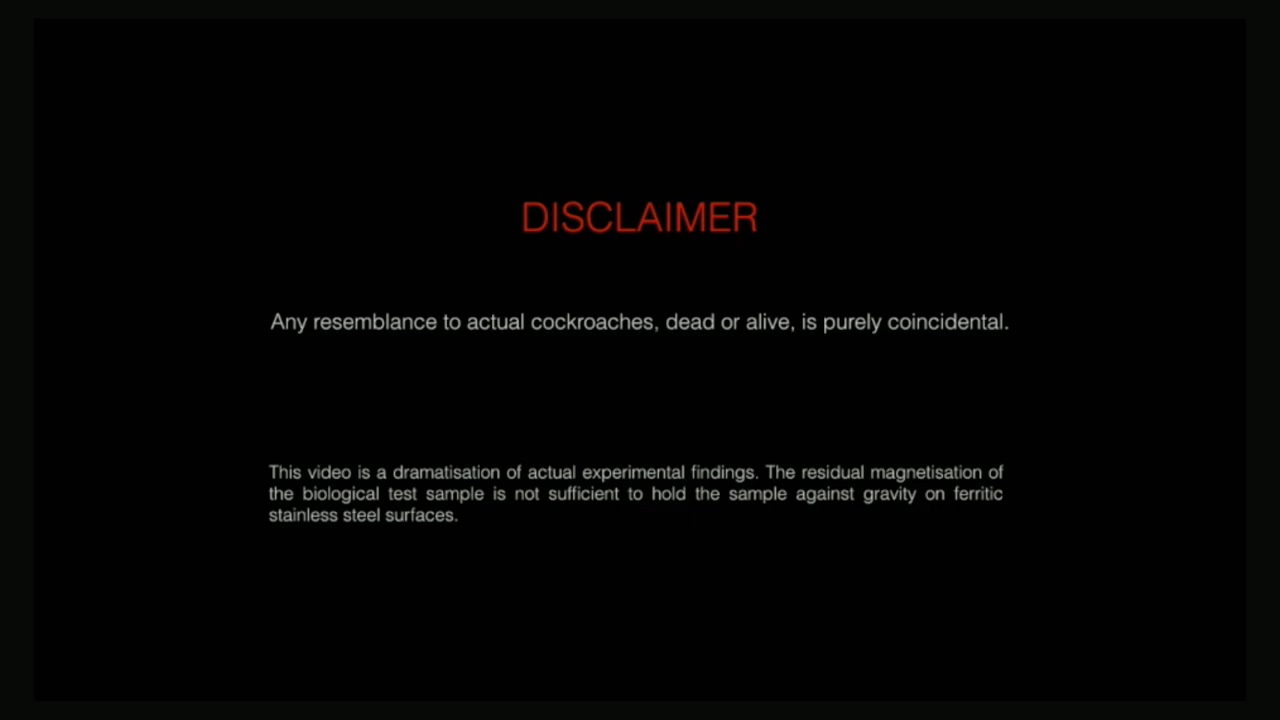 DISCLAIMER
Any resemblance to actual cockroaches, dead or alive, is purely coincidental.
This video is a dramatisation of actual experimental findings. The residual magnetisation of
the biological test sample is not sufficient to hold the sample against gravity on ferritic
stainless steel surfaces.